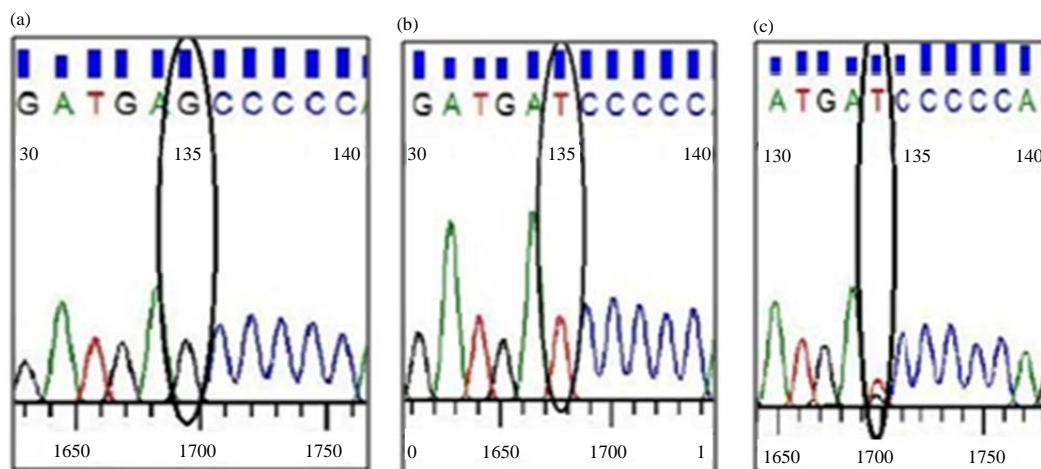 (a)
G A T G A G C C C C C A
30 135 140
1650 1700 1750
(b)
G A T G A T C C C C C
30 135 140
0 1650 1700 1
(c)
A T G A T C C C C C A
130 135 140
1650 1700 1750